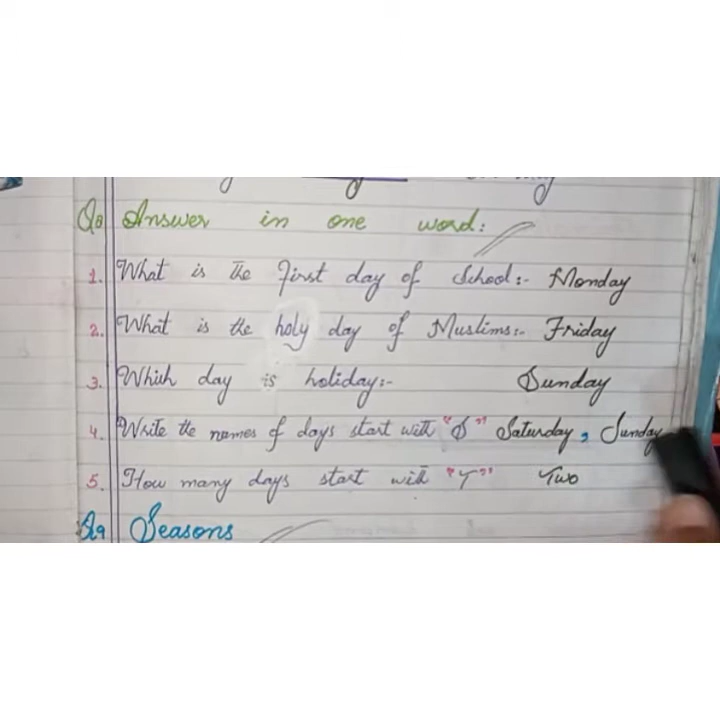 Q8 Answer in one word:
1. What is the first day of School:- Monday
2. What is the holy day of Muslims:- Friday
3. Which day is holiday:- Sunday
4. Write the names of days start with "S" Saturday, Sunday
5. How many days start with "T" Two
Q9 Seasons